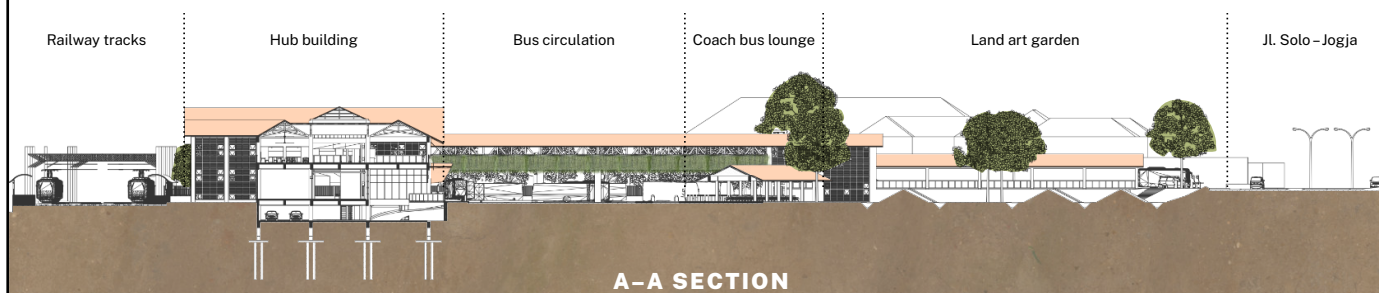 Railway tracks
Hub building
Bus circulation
Coach bus lounge
Land art garden
Jl. Solo – Jogja
A–A SECTION